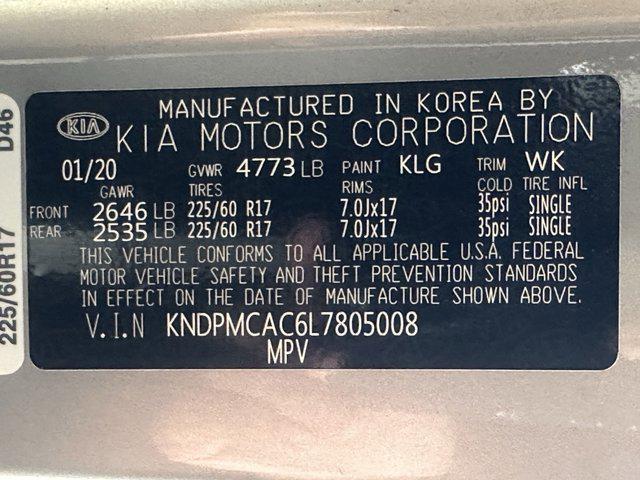 MANUFACTURED IN KOREA BY
KIA KIA MOTORS CORPORATION
01/20 GVWR 4773 LB PAINT KLG TRIM WK
GAWR TIRES RIMS COLD TIRE INFL
FRONT 2646 LB 225/60 R17 7.0Jx17 35psi SINGLE
REAR 2535 LB 225/60 R17 7.0Jx17 35psi SINGLE
THIS VEHICLE CONFORMS TO ALL APPLICABLE U.S.A. FEDERAL
MOTOR VEHICLE SAFETY AND THEFT PREVENTION STANDARDS
IN EFFECT ON THE DATE OF MANUFACTURE SHOWN ABOVE.
V.I.N KNDPMCAC6L7805008
MPV
225/60R17 D46